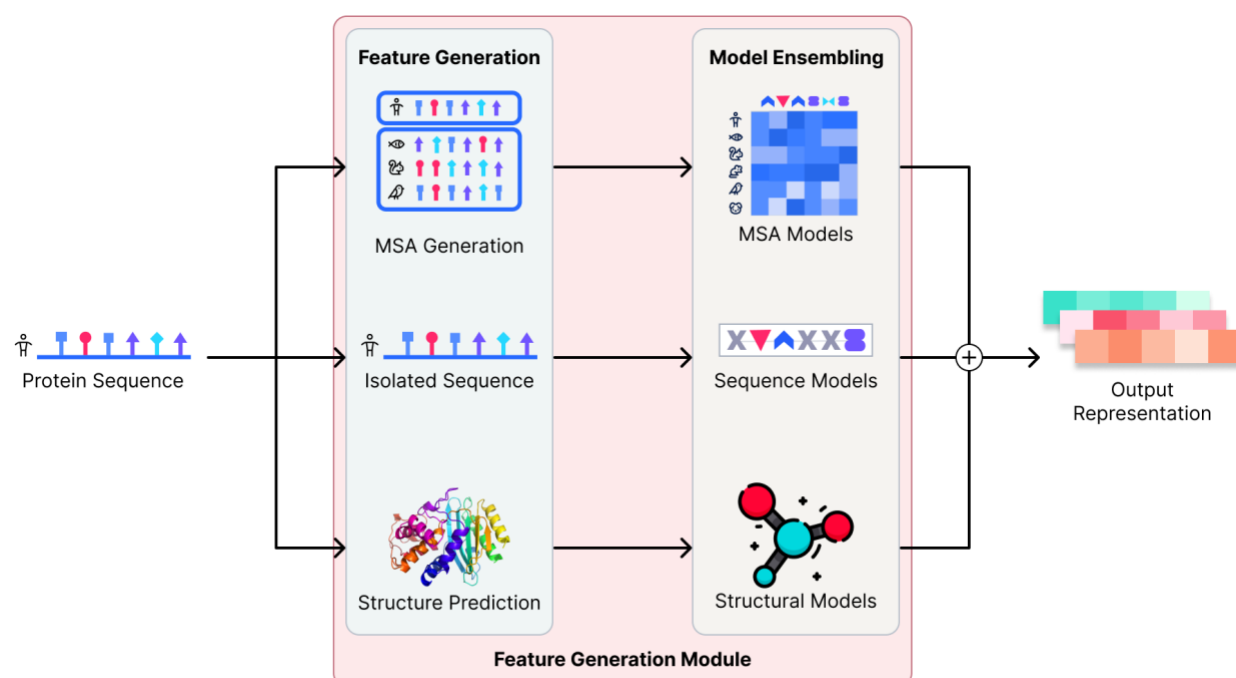 Feature Generation
Model Ensembling
MSA Generation
MSA Models
Protein Sequence
Isolated Sequence
Sequence Models
Output
Representation
Structure Prediction
Structural Models
Feature Generation Module